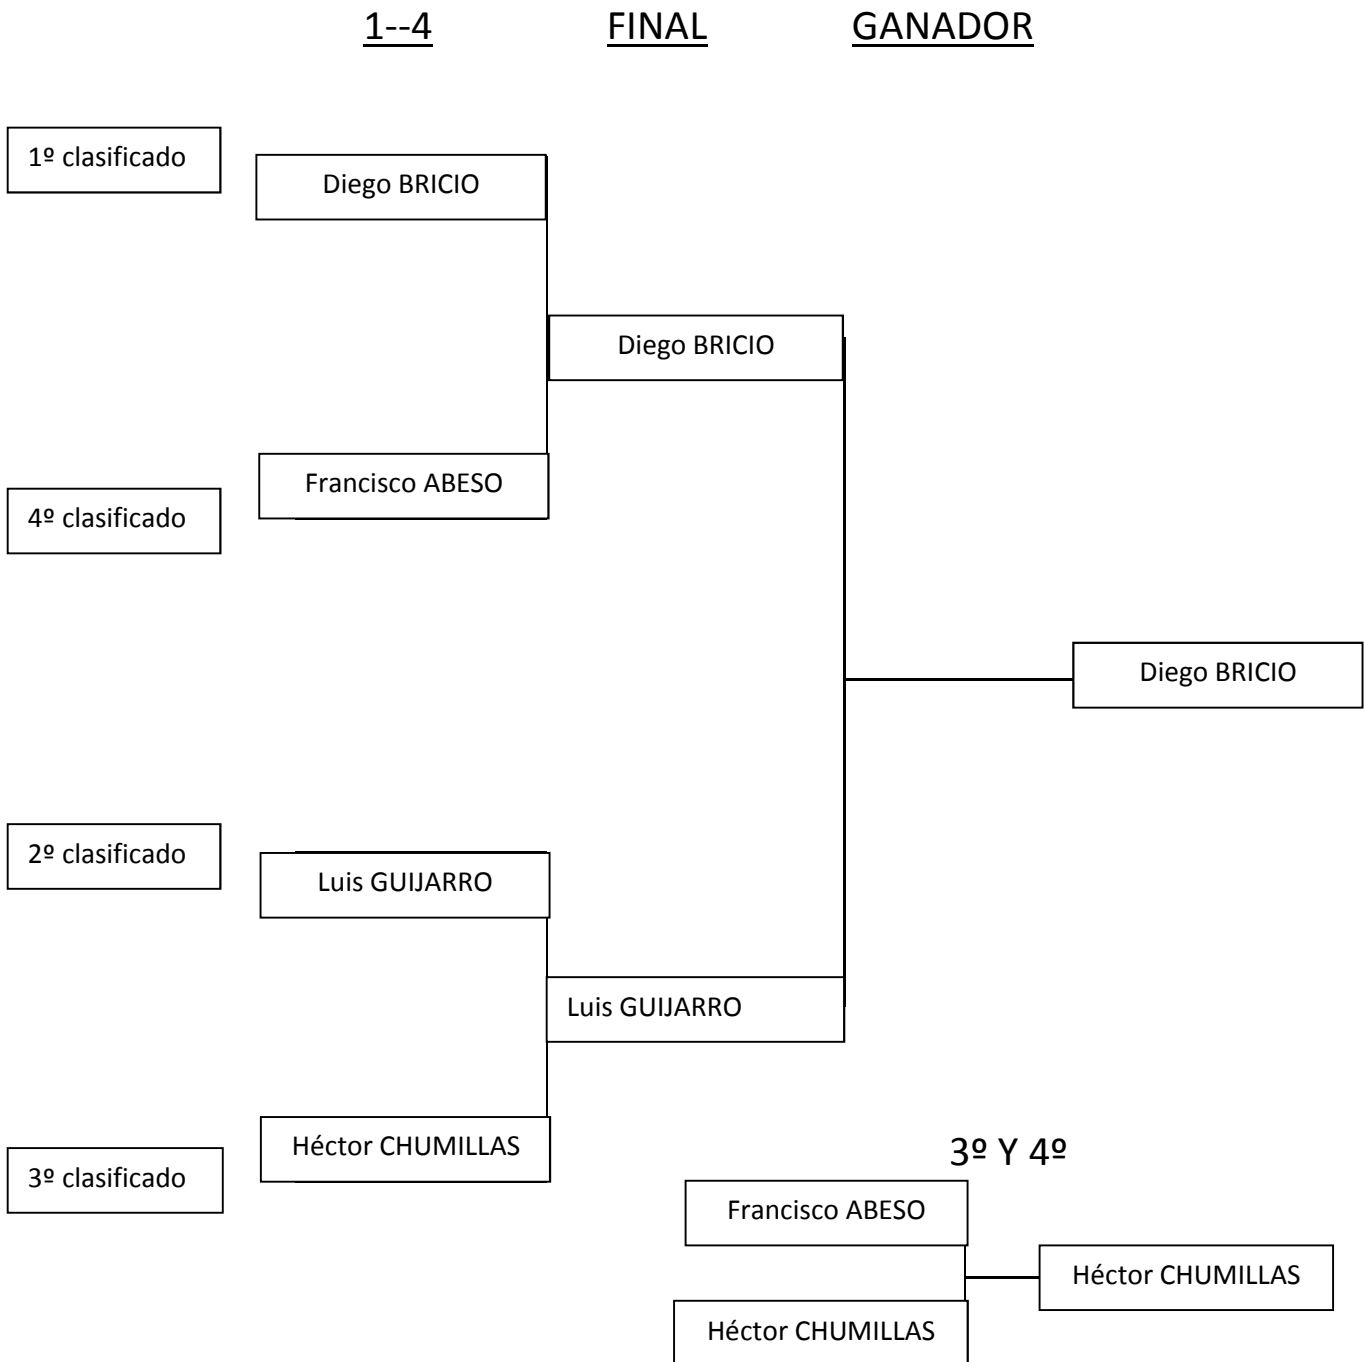 1--4 FINAL GANADOR
1º clasificado
Diego BRICIO
Diego BRICIO
Francisco ABESO
4º clasificado
Diego BRICIO
2º clasificado
Luis GUIJARRO
Luis GUIJARRO
Héctor CHUMILLAS
3º clasificado
3º Y 4º
Francisco ABESO
Héctor CHUMILLAS
Héctor CHUMILLAS